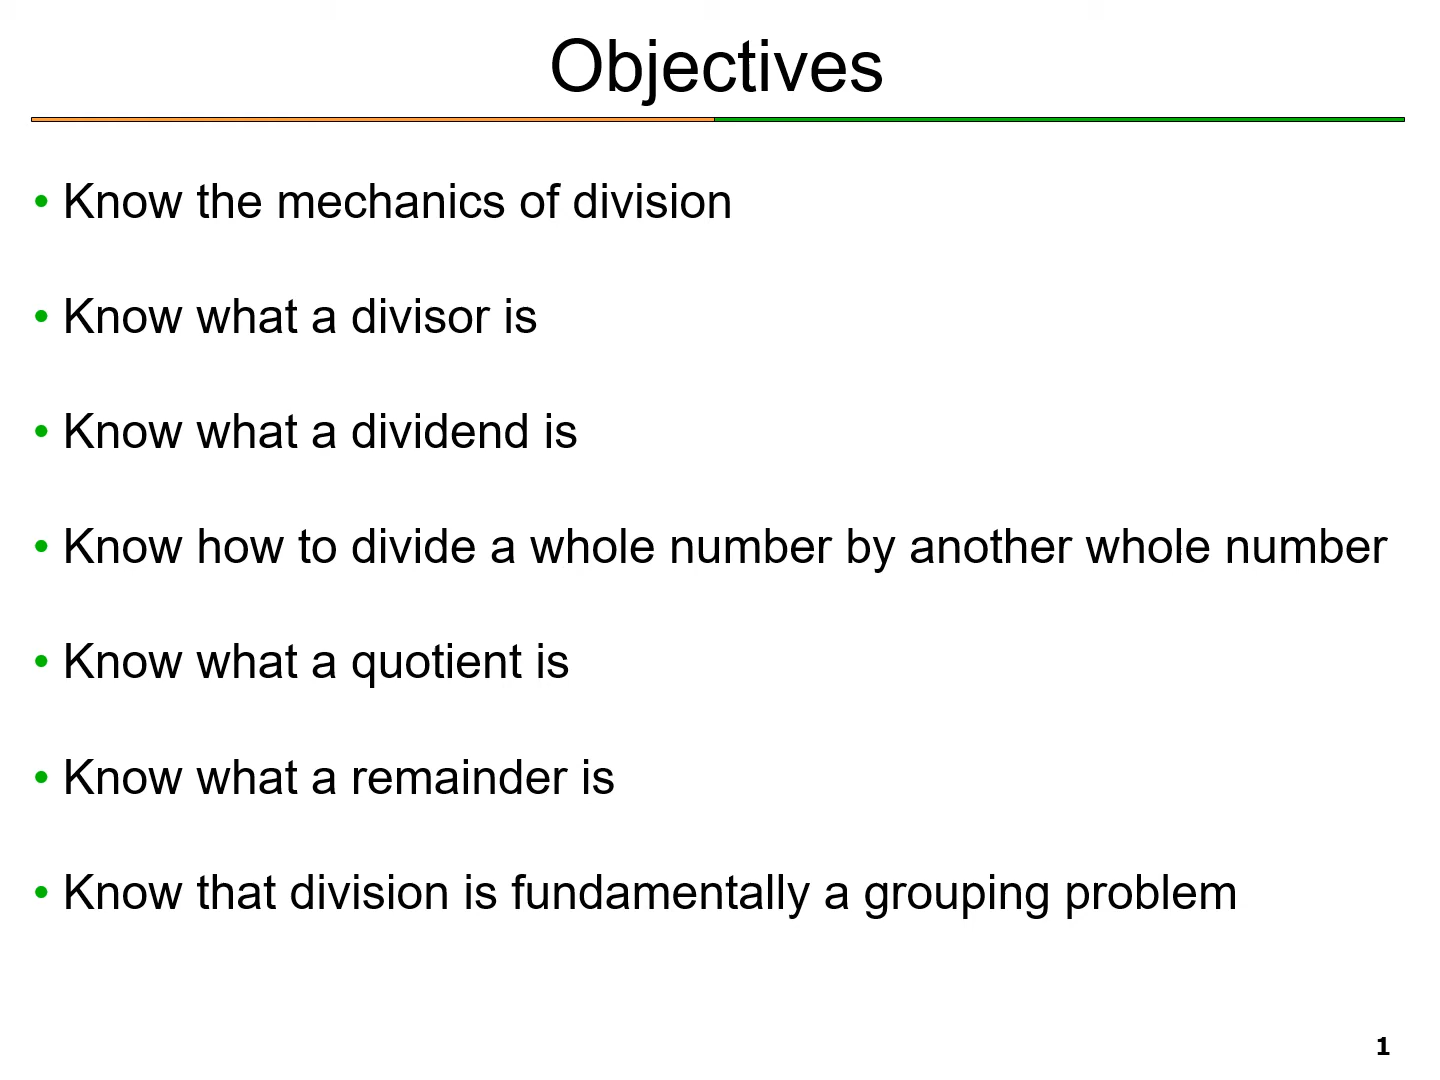 Objectives
• Know the mechanics of division
• Know what a divisor is
• Know what a dividend is
• Know how to divide a whole number by another whole number
• Know what a quotient is
• Know what a remainder is
• Know that division is fundamentally a grouping problem
1